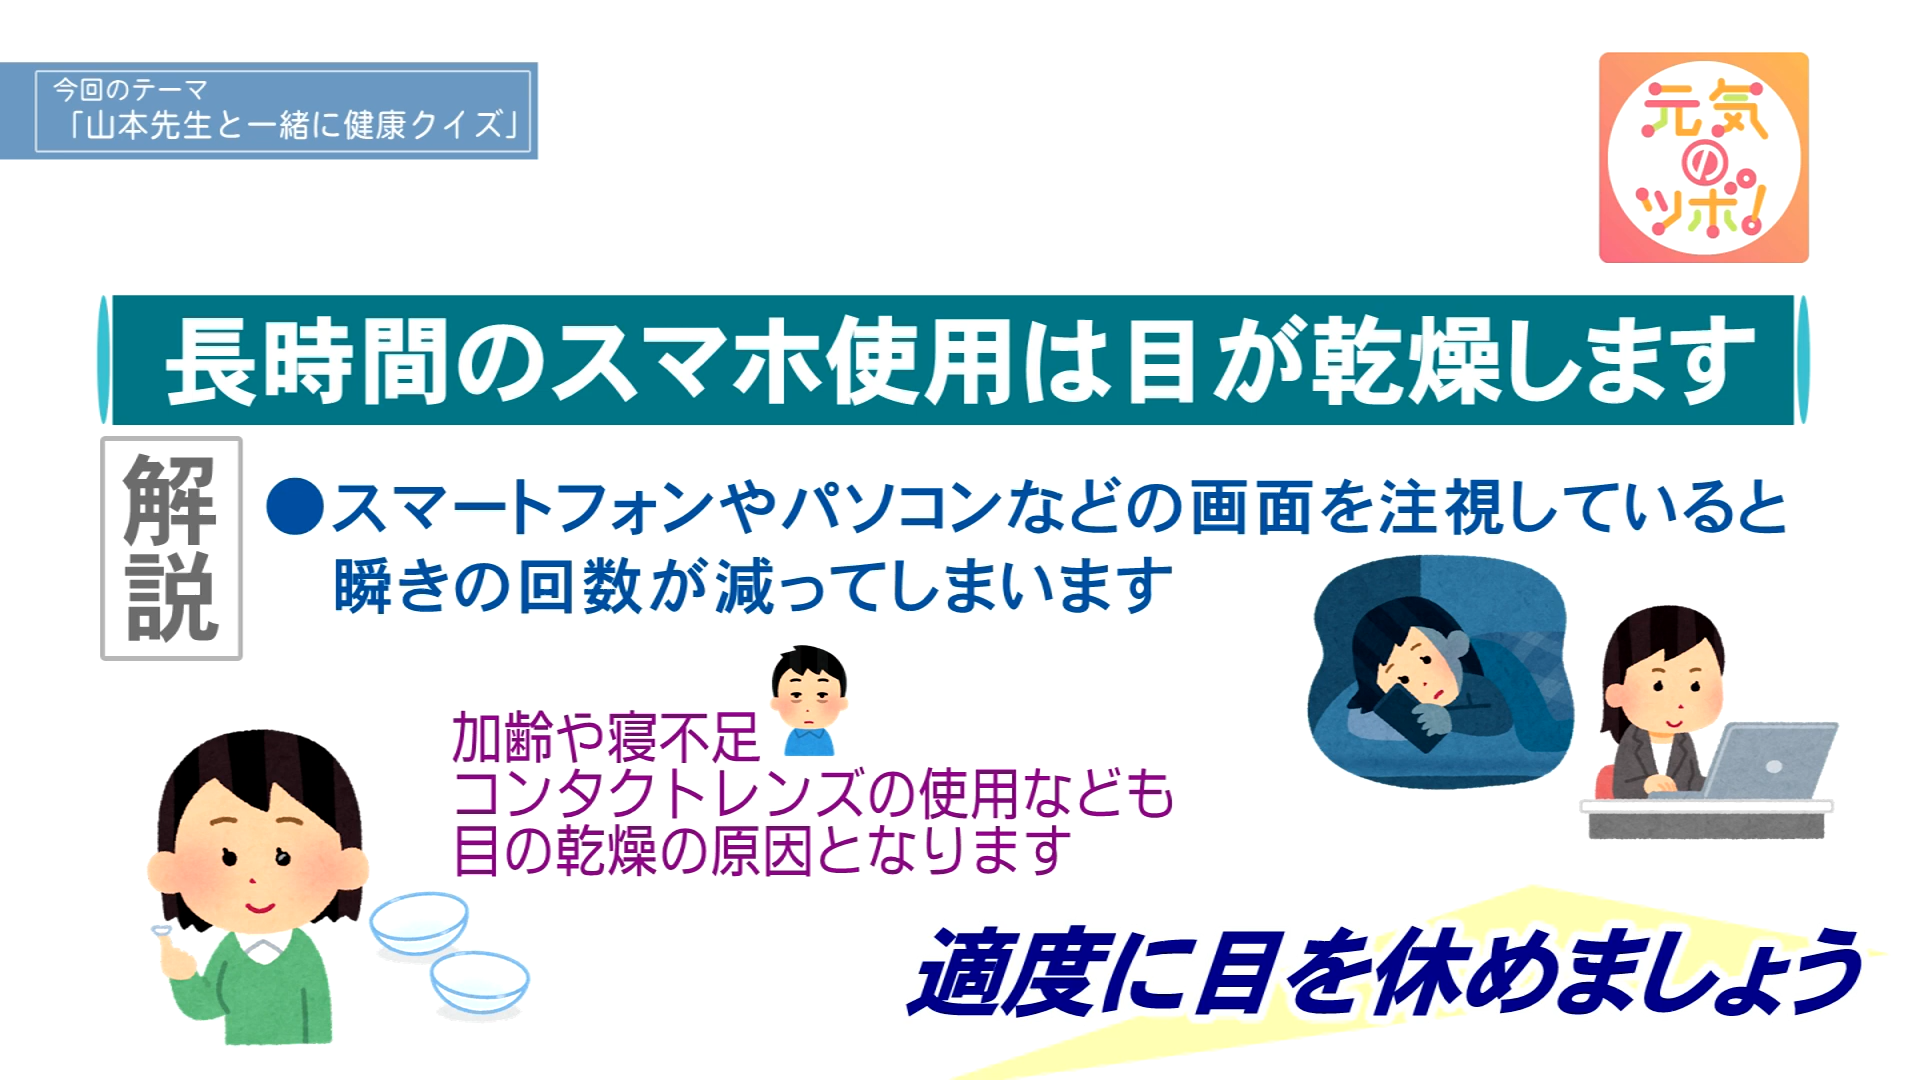 今回のテーマ
「山本先生と一緒に健康クイズ」
元気
の
ツボ!
長時間のスマホ使用は目が乾燥します
解説
●スマートフォンやパソコンなどの画面を注視していると
瞬きの回数が減ってしまいます
加齢や寝不足
コンタクトレンズの使用なども
目の乾燥の原因となります
適度に目を休めましょう